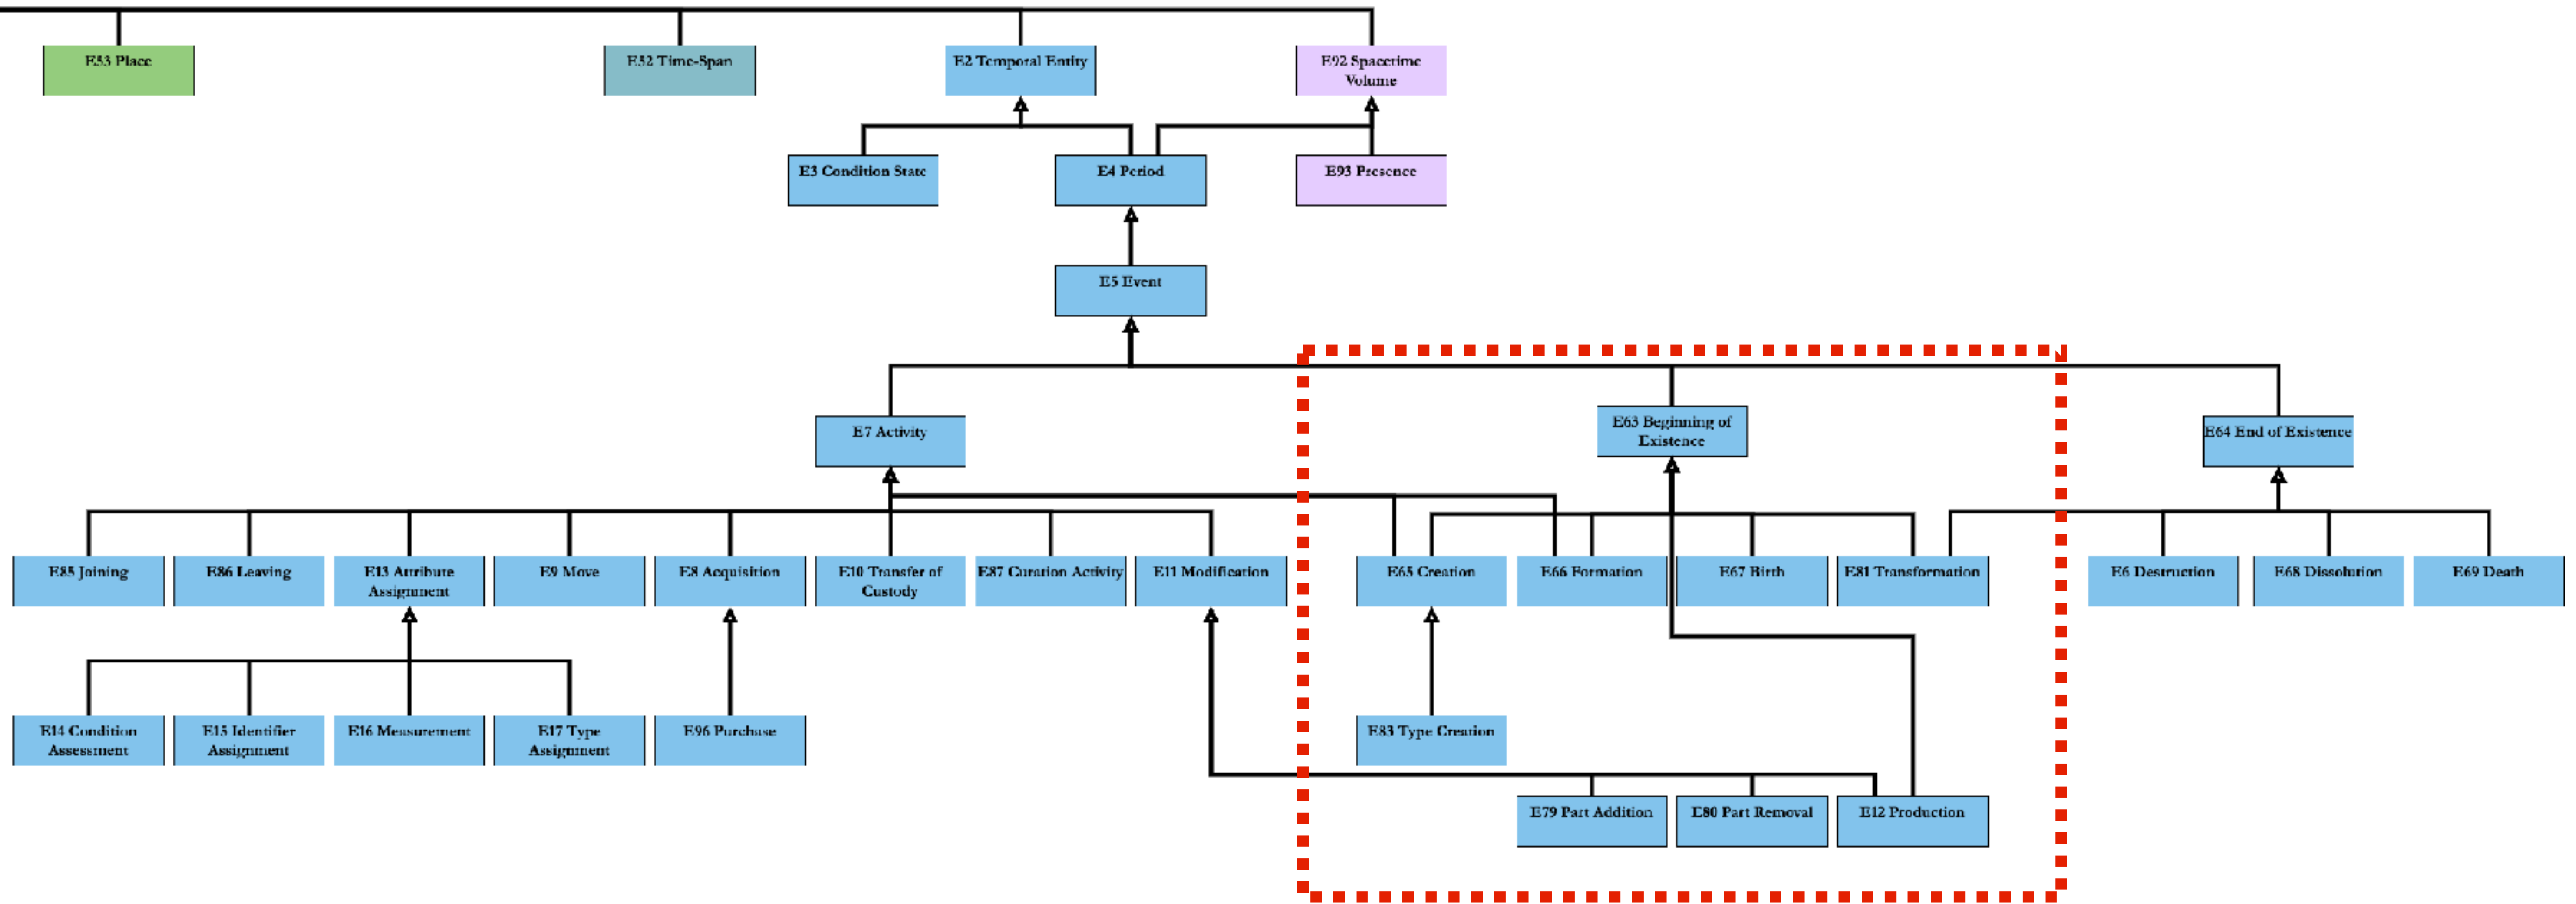 E53 Place
E52 Time-Span
E2 Temporal Entity
E92 Spacetime
Volume
E3 Condition State
E4 Period
E93 Presence
E5 Event
E7 Activity
E63 Beginning of
Existence
E64 End of Existence
E85 Joining
E86 Leaving
E13 Attribute
Assignment
E9 Move
E8 Acquisition
E10 Transfer of
Custody
E87 Curation Activity
E11 Modification
E65 Creation
E66 Formation
E67 Birth
E81 Transformation
E6 Destruction
E68 Dissolution
E69 Death
E14 Condition
Assessment
E15 Identifier
Assignment
E16 Measurement
E17 Type
Assignment
E96 Purchase
E83 Type Creation
E79 Part Addition
E80 Part Removal
E12 Production